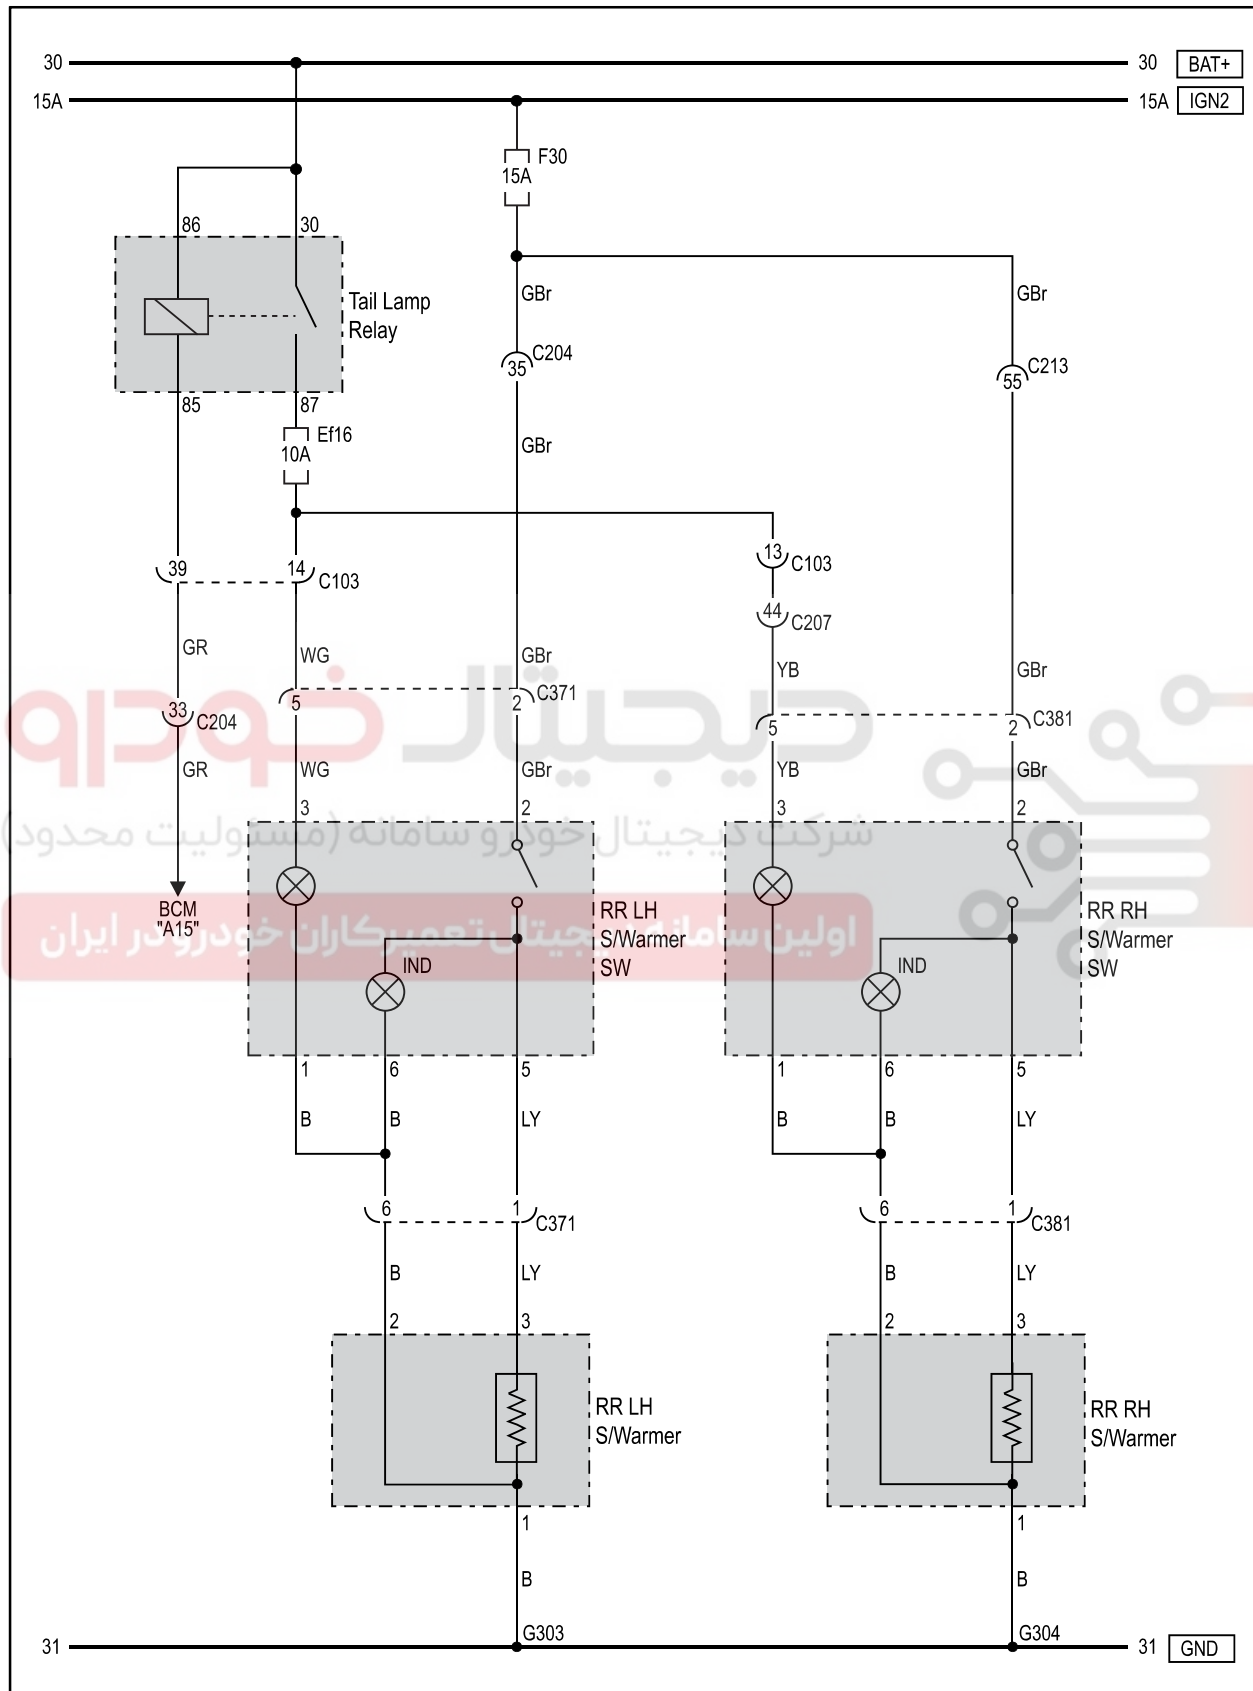 30
30 BAT+
15A
15A IGN2
F30
15A
86
30
Tail Lamp
Relay
GBr
GBr
C204
35
C213
55
85
87
Ef16
10A
GBr
39
14
C103
13
C103
44
C207
GR
WG
GBr
YB
GBr
33
C204
5
2
C371
5
2
C381
GR
WG
GBr
YB
GBr
3
2
3
2
دیجیتال خودرو
شرکت دیجیتال خودرو سامانه (مسئولیت محدود)
اولین سامانه دیجیتال تعمیرکاران خودرو در ایران
BCM
"A15"
RR LH
S/Warmer
SW
IND
RR RH
S/Warmer
SW
IND
1
6
5
1
6
5
B
B
LY
B
B
LY
6
1
C371
6
1
C381
B
LY
B
LY
2
3
2
3
RR LH
S/Warmer
RR RH
S/Warmer
1
1
B
B
G303
G304
31
31 GND